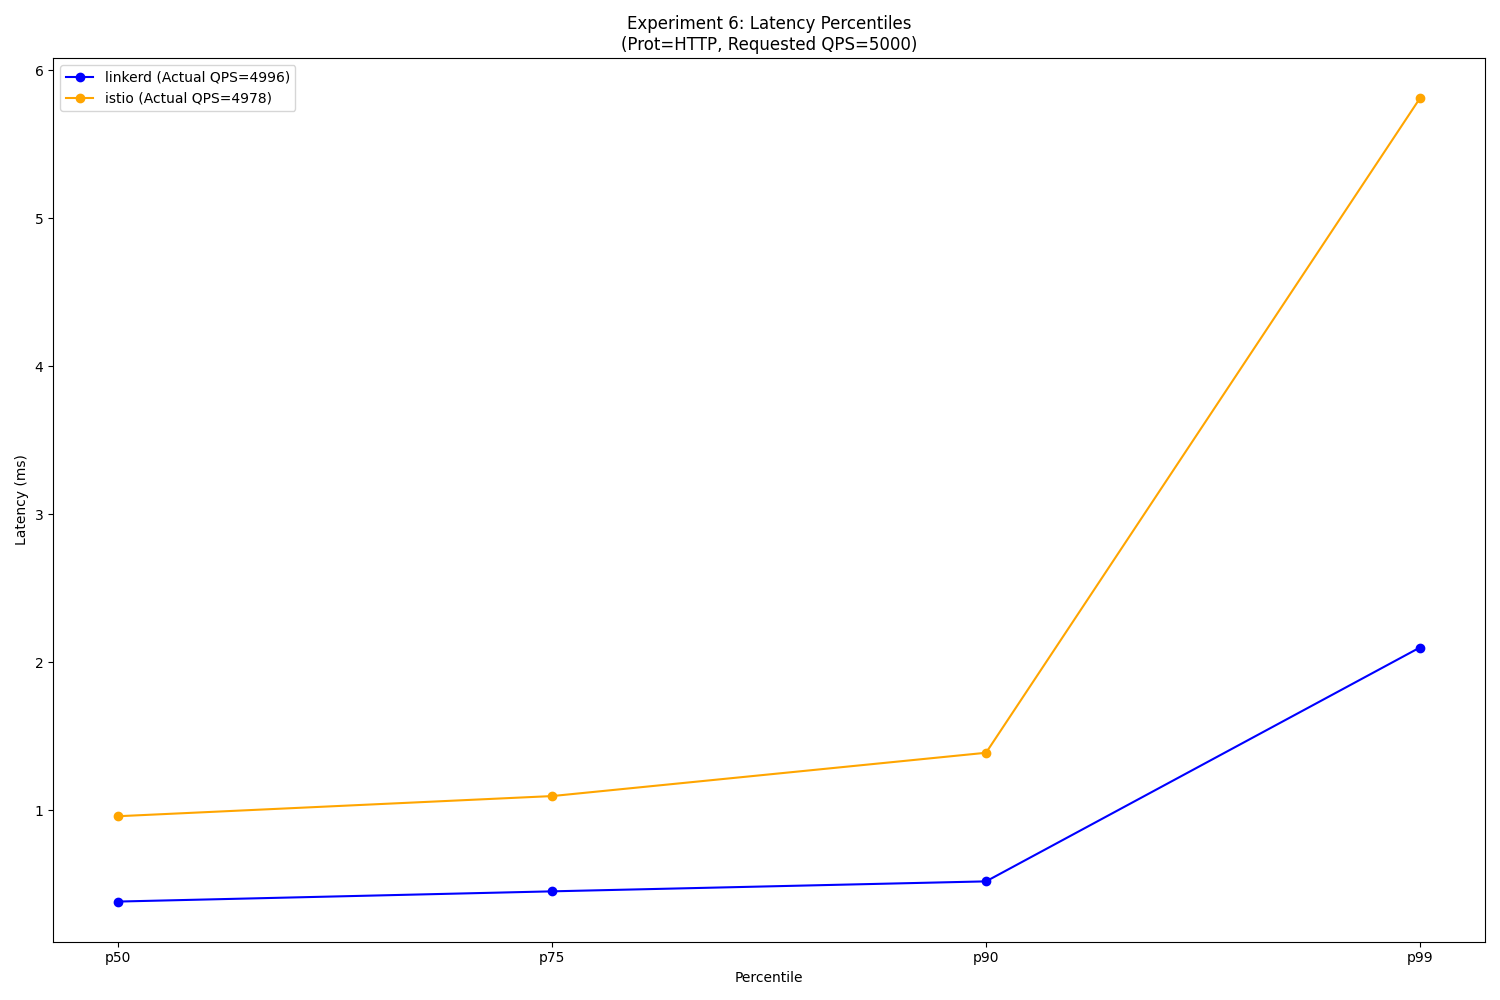 Experiment 6: Latency Percentiles
(Prot=HTTP, Requested QPS=5000)
linkerd (Actual QPS=4996)
istio (Actual QPS=4978)
Latency (ms)
6
5
4
3
2
1
p50 p75 p90 p99
Percentile